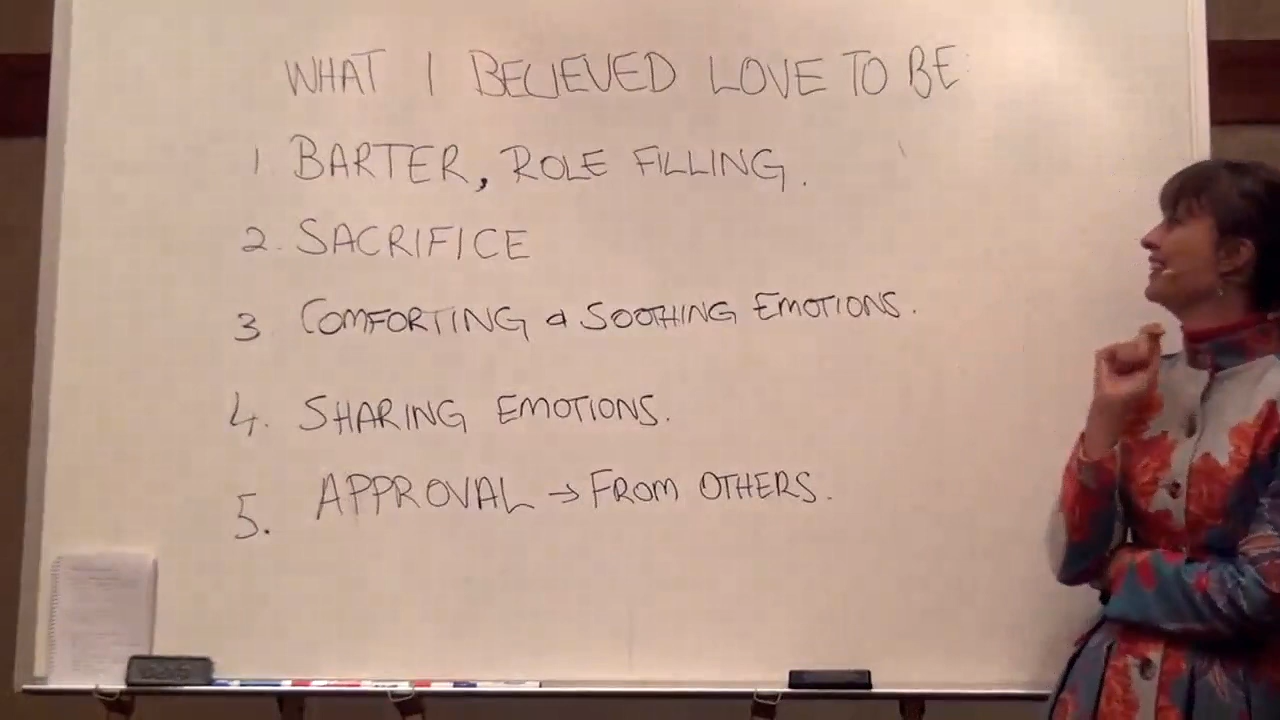 WHAT I BELIEVED LOVE TO BE:
1. BARTER, ROLE FILLING.
2. SACRIFICE
3 COMFORTING & SOOTHING EMOTIONS.
4. SHARING EMOTIONS.
5. APPROVAL → FROM OTHERS.